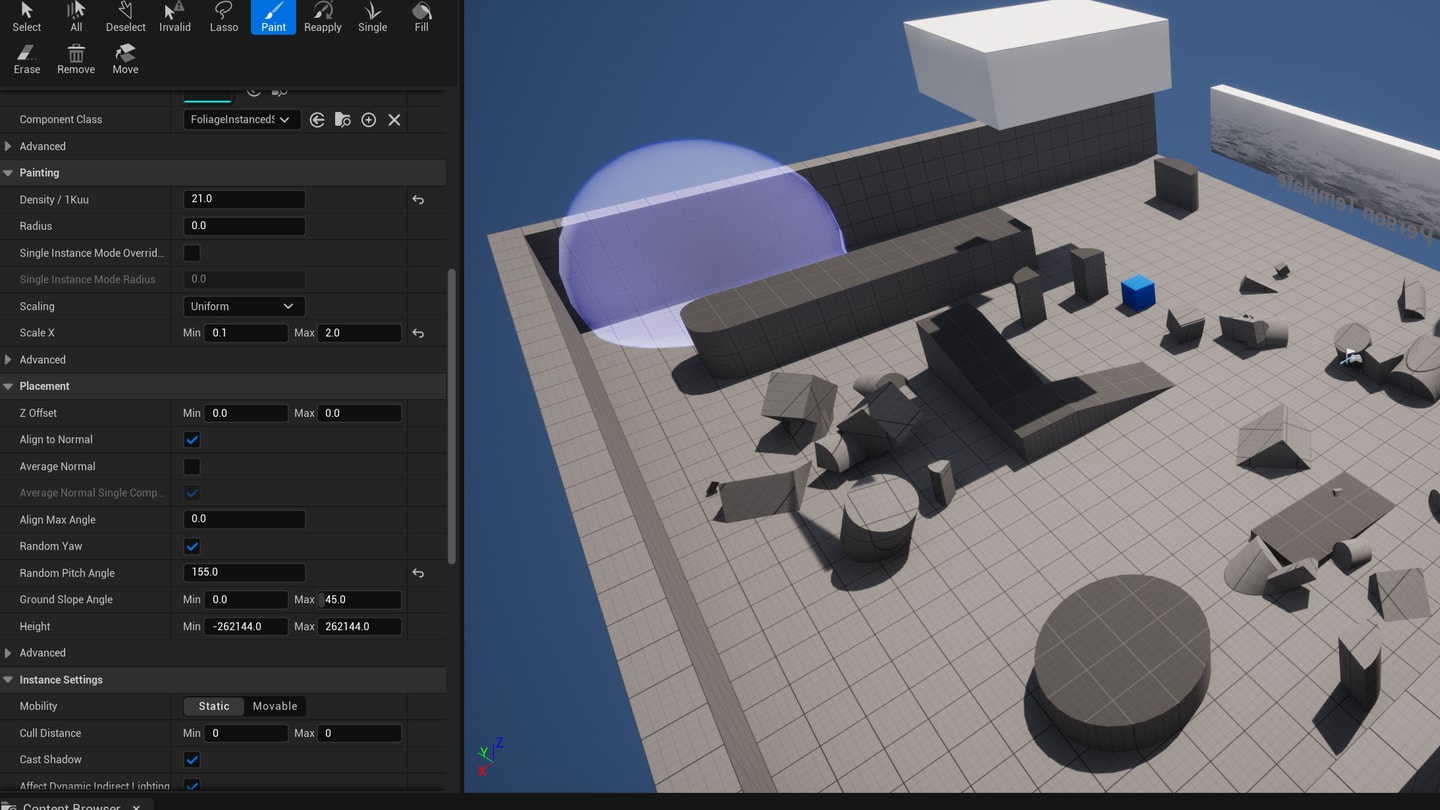 Select All Deselect Invalid Lasso Paint Reapply Single Fill
Erase Remove Move
Component Class FoliageInstancedS
Advanced
Painting
Density / 1Kuu 21.0
Radius 0.0
Single Instance Mode Overrid...
Single Instance Mode Radius 0.0
Scaling Uniform
Scale X Min 0.1 Max 2.0
Advanced
Placement
Z Offset Min 0.0 Max 0.0
Align to Normal
Average Normal
Average Normal Single Comp...
Align Max Angle 0.0
Random Yaw
Random Pitch Angle 155.0
Ground Slope Angle Min 0.0 Max 45.0
Height Min -262144.0 Max 262144.0
Advanced
Instance Settings
Mobility Static Movable
Cull Distance Min 0 Max 0
Cast Shadow
Affect Dynamic Indirect Lighting
Content Browser
Person Template
Z
Y
X